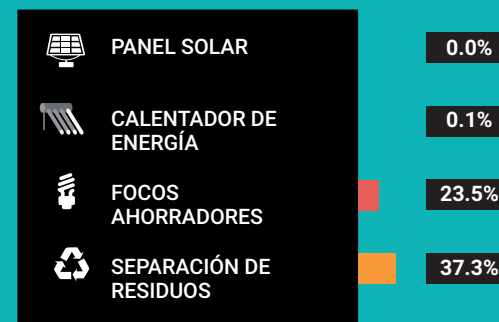 PANEL SOLAR 0.0%
CALENTADOR DE
ENERGÍA 0.1%
FOCOS
AHORRADORES 23.5%
SEPARACIÓN DE
RESIDUOS 37.3%